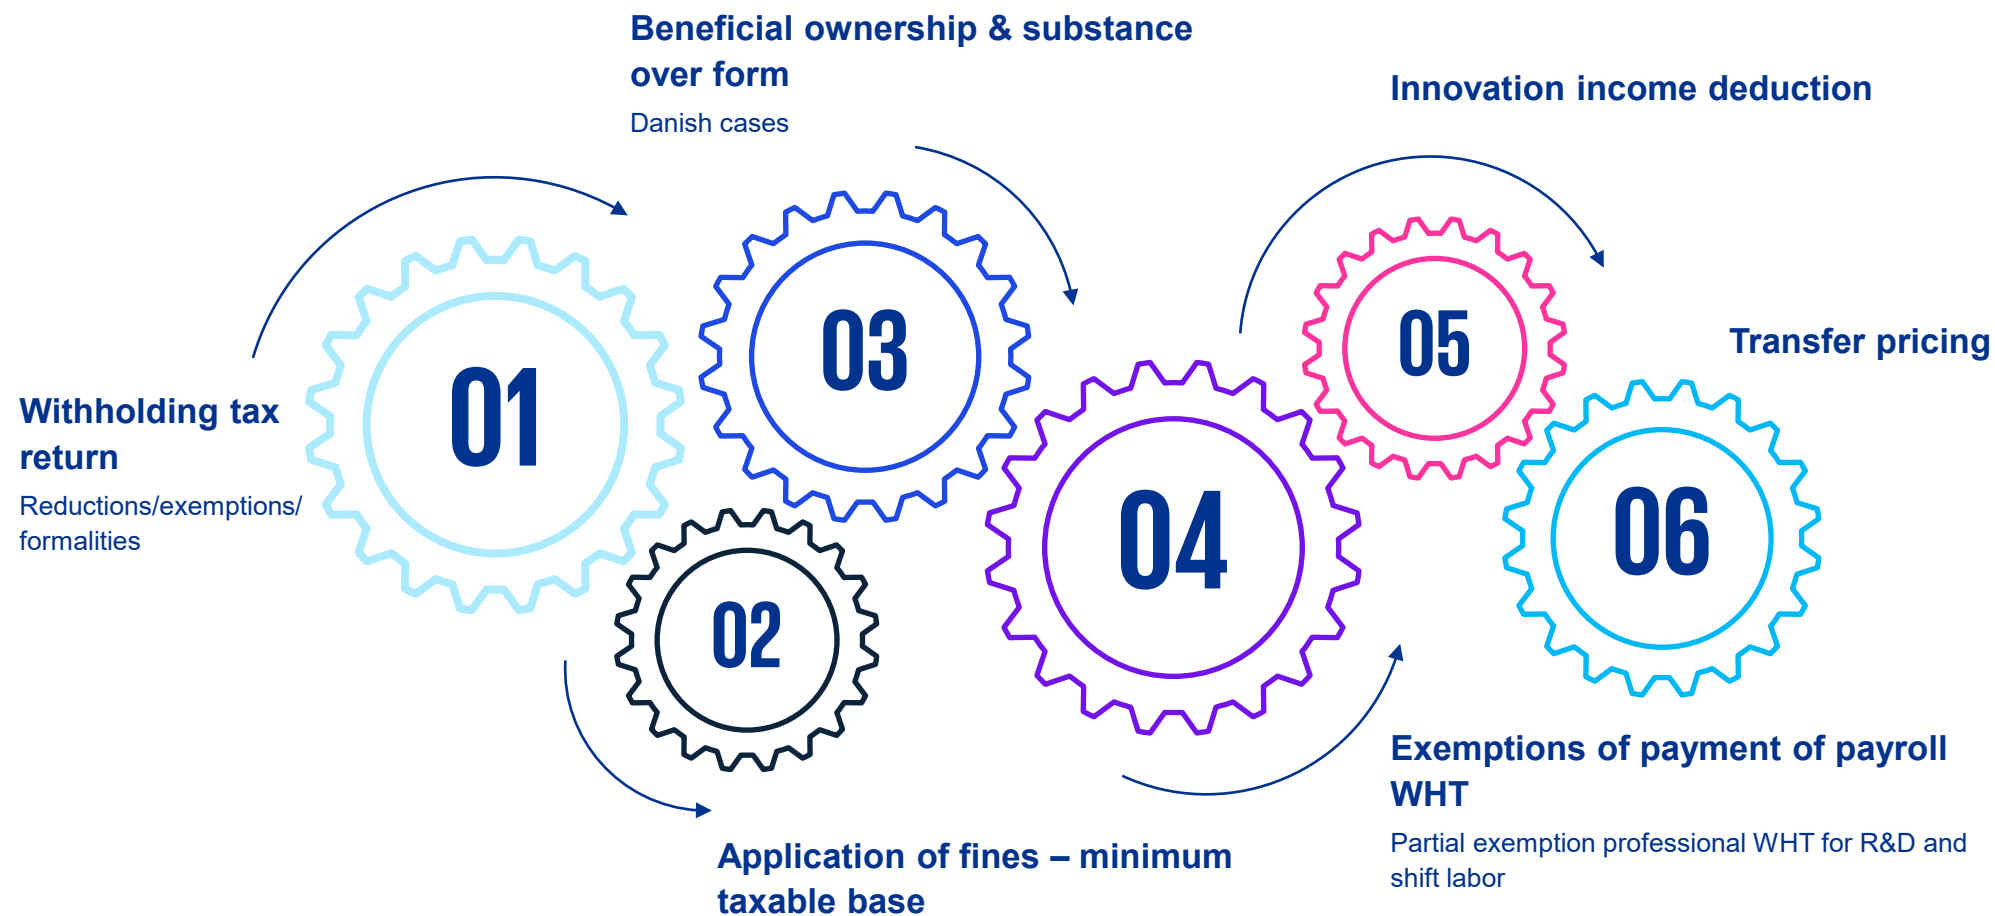 Withholding tax
return
Reductions/exemptions/
formalities
01
Application of fines – minimum
taxable base
02
Beneficial ownership & substance
over form
Danish cases
03
Exemptions of payment of payroll
WHT
Partial exemption professional WHT for R&D and
shift labor
04
Innovation income deduction
05
Transfer pricing
06